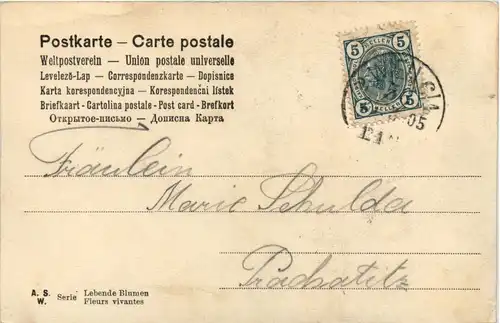 Postkarte — Carte postale
Weltpostverein — Union postale universelle
Levelező-Lap — Correspondenzkarte — Dopisnice
Karta korespondencyjna — Korespondenčni lístek
Briefkaart - Cartolina postale - Post card - Brefkort
Открытое-письмо — Дописна Карта
5 5
HELLER
5 5
05
Fräulein
Marie Schulda
Prachatitz
A. S. W. Serie Lebende Blumen
Fleurs vivantes